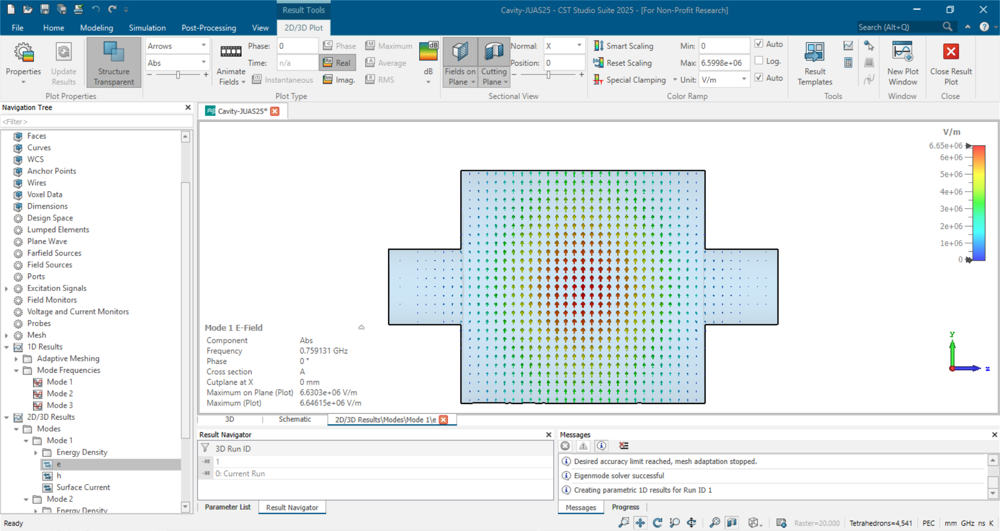 Result Tools
Cavity-JUAS25 - CST Studio Suite 2025 - [For Non-Profit Research]
File Home Modeling Simulation Post-Processing View 2D/3D Plot Search (Alt+Q)
Properties
Update Results
Structure Transparent
Plot Properties
Arrows
Abs
Animate Fields
Phase: 0
Time: n/a
Instantaneous
Phase
Real
Imag.
Maximum
Average
RMS
dB
dB
Plot Type
Fields on Plane
Cutting Plane
Normal: X
Position: 0
Sectional View
Smart Scaling
Reset Scaling
Special Clamping
Min: 0
Max: 6.5998e+06
Unit: V/m
Auto
Log.
Auto
Color Ramp
Result Templates
Tools
New Plot Window
Window
Close Result Plot
Close
Navigation Tree
<Filter>
Faces
Curves
WCS
Anchor Points
Wires
Voxel Data
Dimensions
Design Space
Lumped Elements
Plane Wave
Farfield Sources
Field Sources
Ports
Excitation Signals
Field Monitors
Voltage and Current Monitors
Probes
Mesh
1D Results
Adaptive Meshing
Mode Frequencies
Mode 1
Mode 2
Mode 3
2D/3D Results
Modes
Mode 1
Energy Density
e
h
Surface Current
Mode 2
Energy Density
Cavity-JUAS25*
V/m
6.65e+06
6e+06
5e+06
4e+06
3e+06
2e+06
1e+06
0
y
z
Mode 1 E-Field
Component Abs
Frequency 0.759131 GHz
Phase 0 °
Cross section A
Cutplane at X 0 mm
Maximum on Plane (Plot) 6.6303e+06 V/m
Maximum (Plot) 6.64615e+06 V/m
3D Schematic 2D/3D Results\Modes\Mode 1\e
Result Navigator
3D Run ID
1
0: Current Run
Parameter List Result Navigator
Messages
Desired accuracy limit reached, mesh adaptation stopped.
Eigenmode solver successful
Creating parametric 1D results for Run ID 1
Messages Progress
Ready
Raster=20.000 Tetrahedrons=4,541 PEC mm GHz ns K